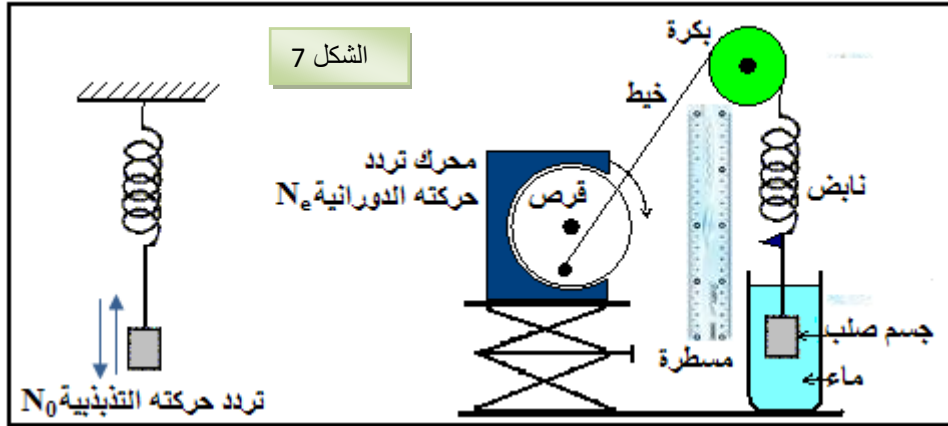 الشكل 7
بكرة
خيط
محرك تردد
حركته الدورانية Ne
قرص
نابض
جسم صلب
مسطرة
ماء
تردد حركته التذبذبية N0